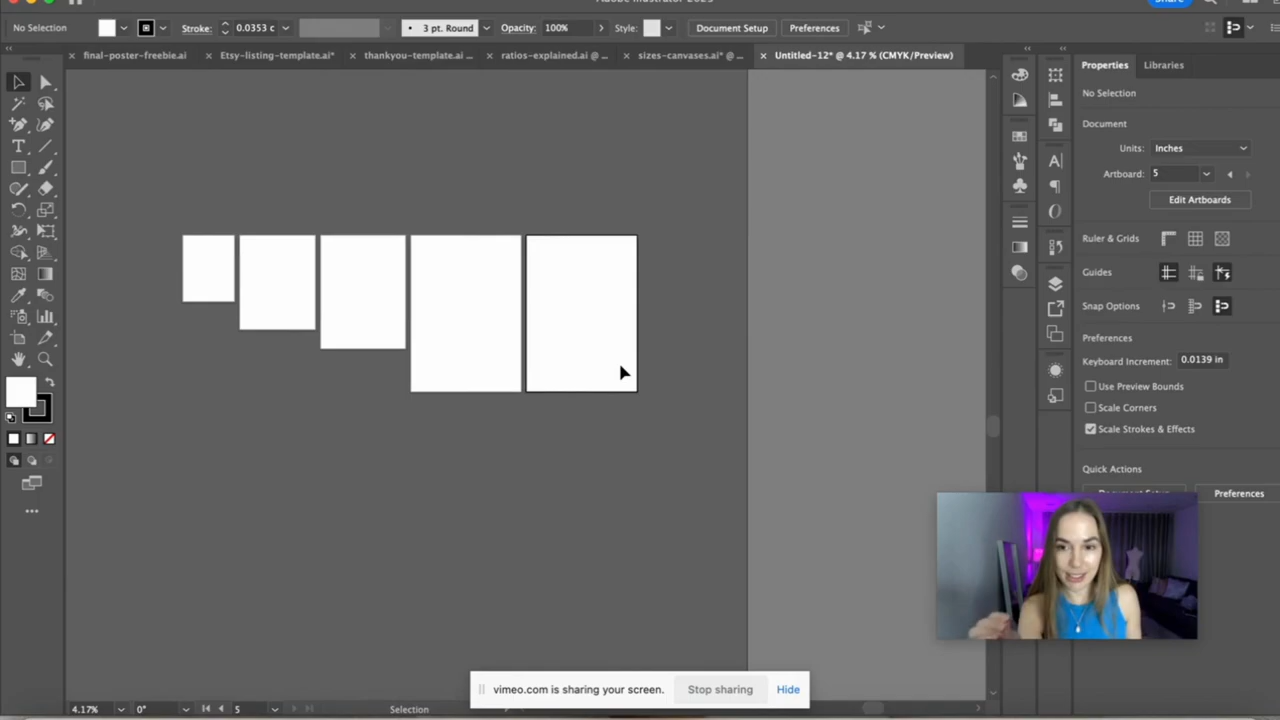 Share
No Selection
Stroke:
0.0353 c
3 pt. Round
Opacity:
100%
Style:
Document Setup
Preferences
final-poster-freebie.ai
Etsy-listing-template.ai*
thankyou-template.ai ...
ratios-explained.ai @ ...
sizes-canvases.ai* @ ...
Untitled-12* @ 4.17 % (CMYK/Preview)
Properties
Libraries
No Selection
Document
Units:
Inches
Artboard:
5
Edit Artboards
Ruler & Grids
Guides
Snap Options
Preferences
Keyboard Increment:
0.0139 in
Use Preview Bounds
Scale Corners
Scale Strokes & Effects
Quick Actions
Document Setup
Preferences
vimeo.com is sharing your screen.
Stop sharing
Hide
4.17%
0°
5
Selection